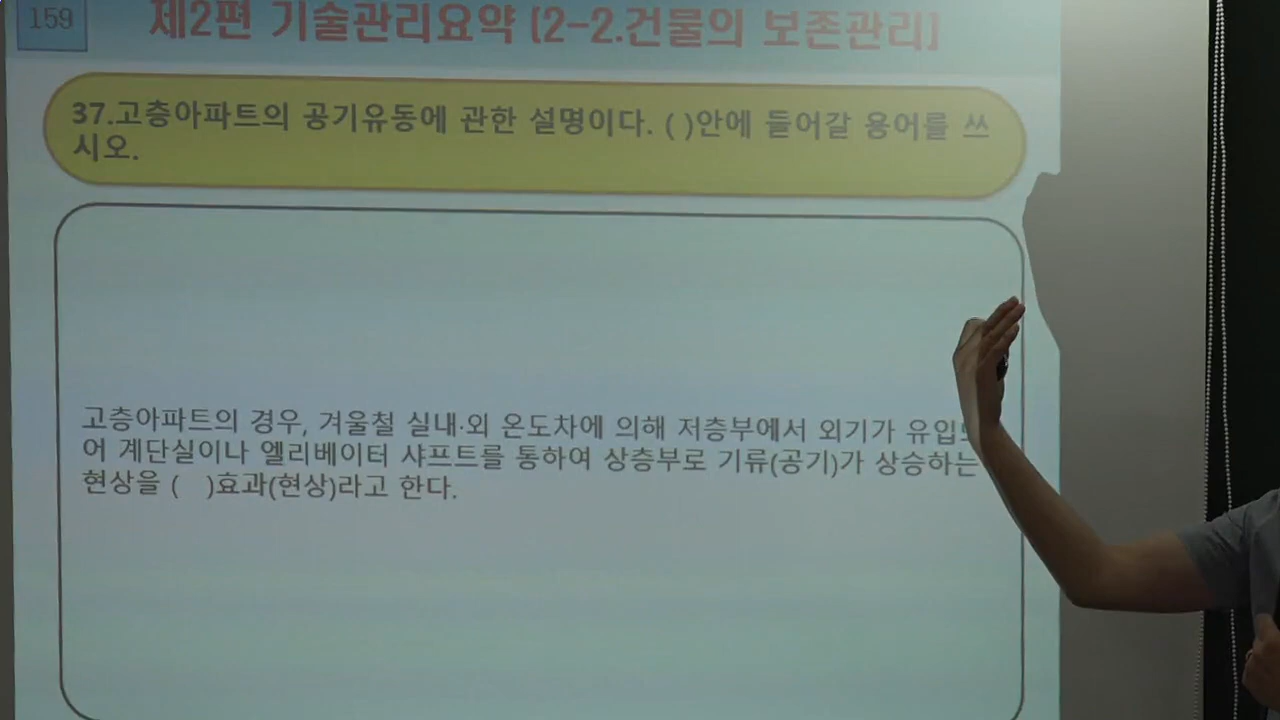 159
제2편 기술관리요약 [2-2.건물의 보존관리]
37.고층아파트의 공기유동에 관한 설명이다. ( )안에 들어갈 용어를 쓰
시오.
고층아파트의 경우, 겨울철 실내·외 온도차에 의해 저층부에서 외기가
어 계단실이나 엘리베이터 샤프트를 통하여 상층부로 기류(공기)가 상승하는
현상을 ( )효과(현상)라고 한다.